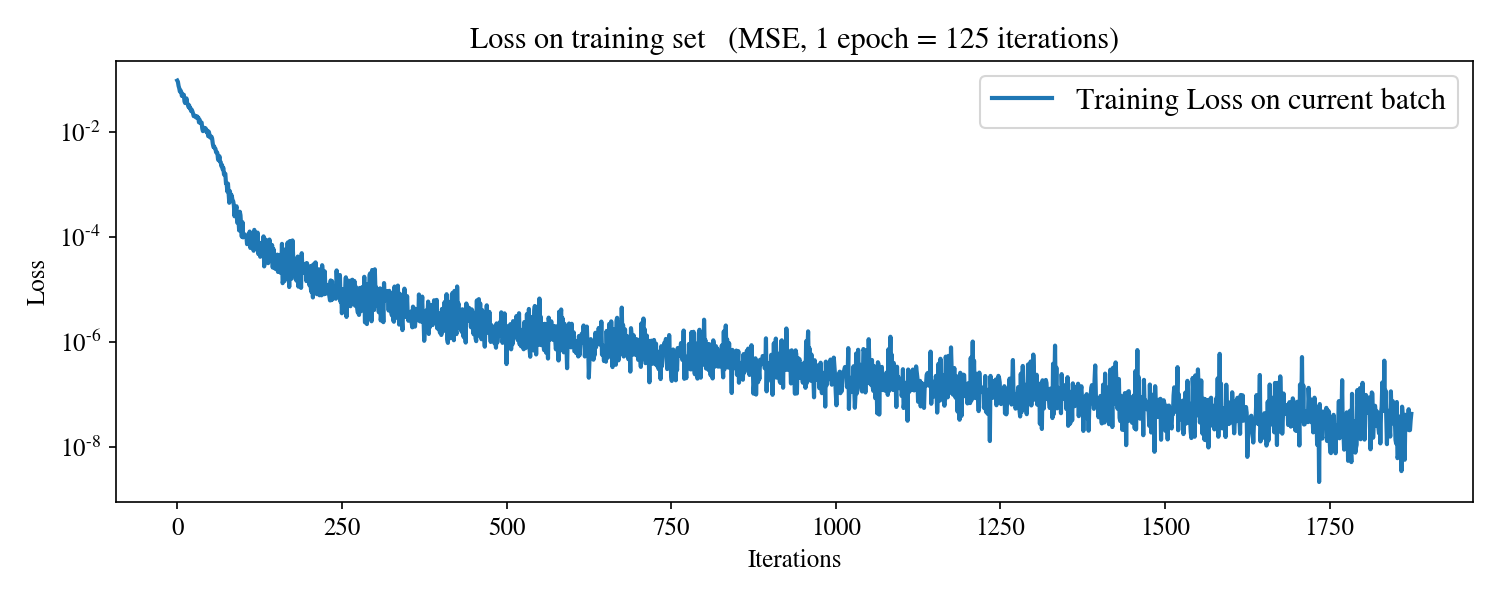 Loss on training set (MSE, 1 epoch = 125 iterations)
Training Loss on current batch
Loss
10⁻²
10⁻⁴
10⁻⁶
10⁻⁸
0 250 500 750 1000 1250 1500 1750
Iterations